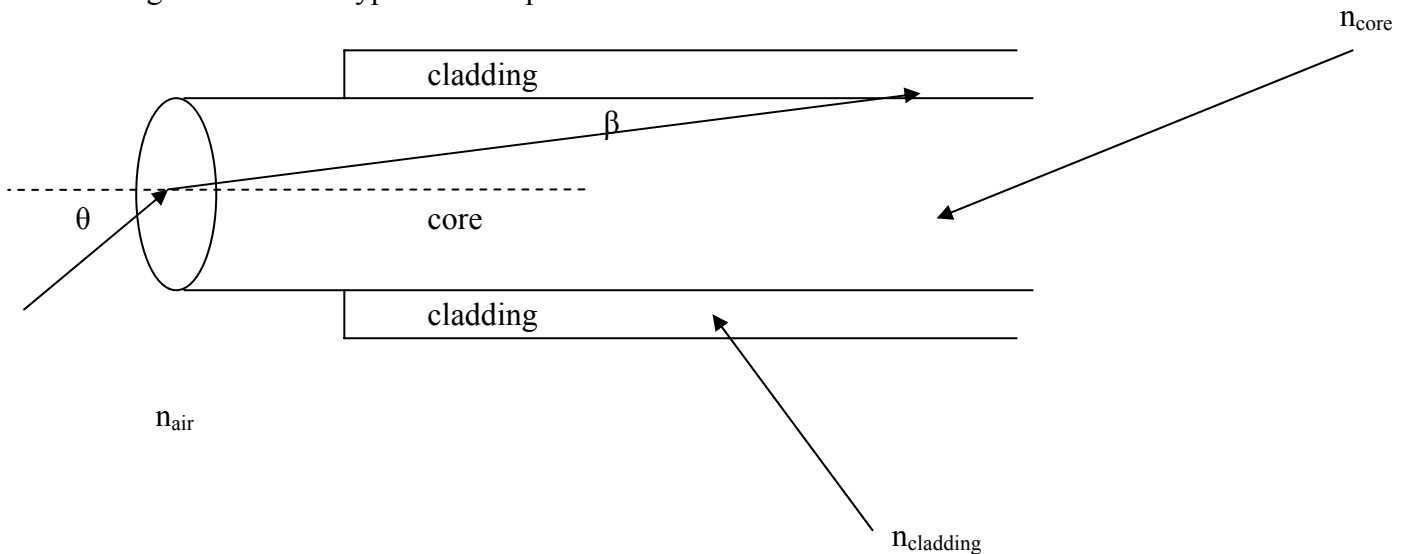 n_core
cladding
β
θ
core
cladding
n_air
n_cladding